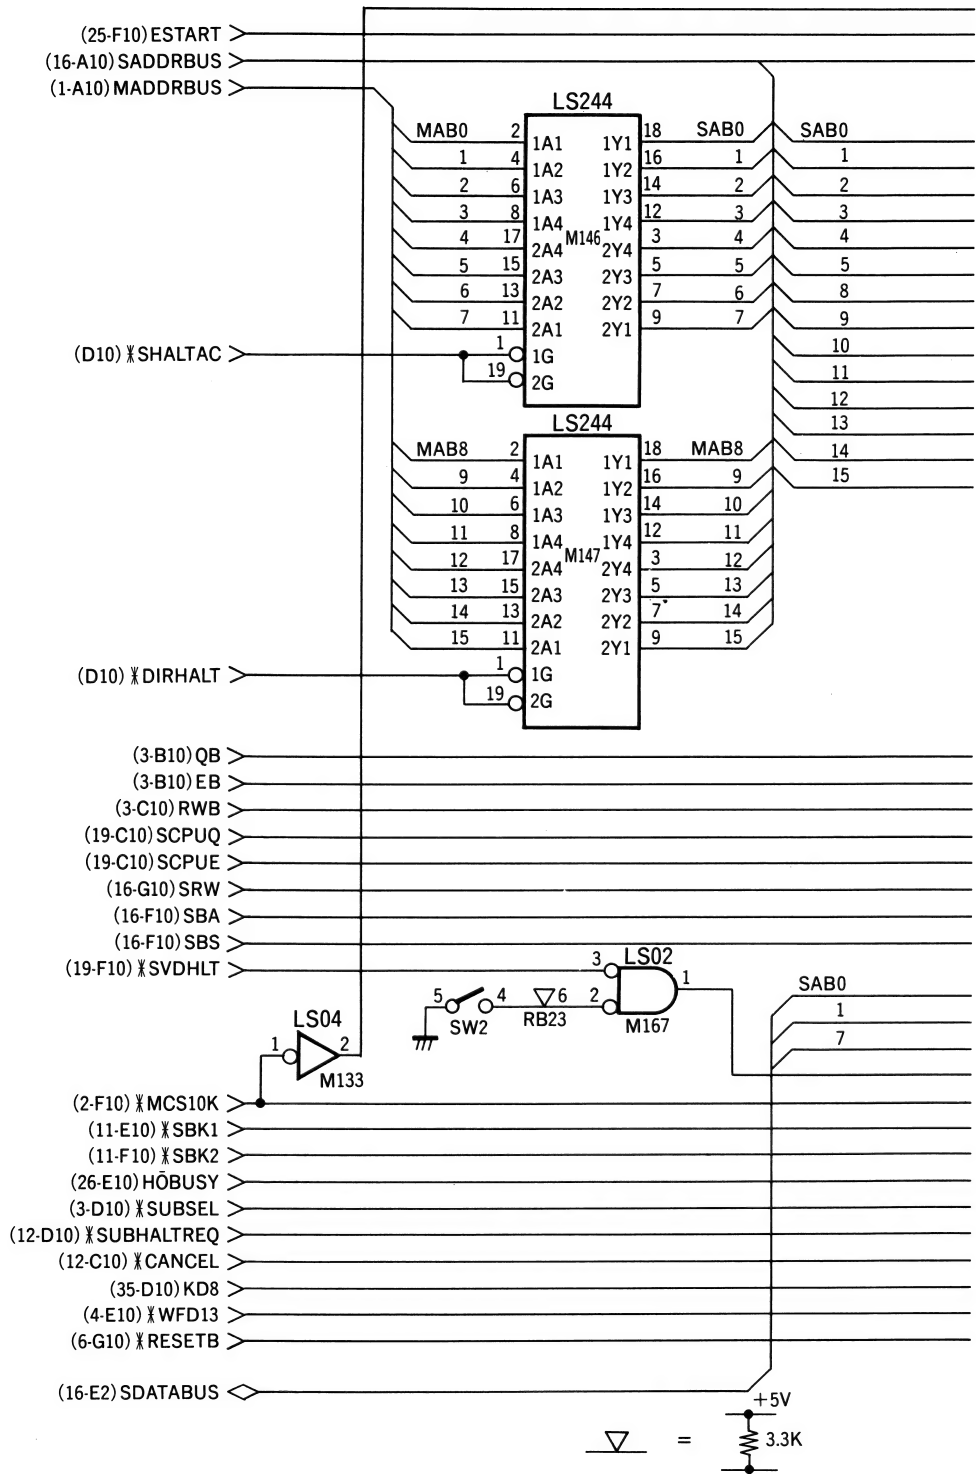 (25-F10) ESTART
(16-A10) SADDRBUS
(1-A10) MADDRBUS
LS244
MAB0 2 1A1 1Y1 18 SAB0 SAB0
1 4 1A2 1Y2 16 1 1
2 6 1A3 1Y3 14 2 2
3 8 1A4 1Y4 12 3 3
M146
4 17 2A4 2Y4 3 4 4
5 15 2A3 2Y3 5 5 5
6 13 2A2 2Y2 7 6 8
7 11 2A1 2Y1 9 7 9
(D10) *SHALTAC 1 1G 10
19 2G 11
12
LS244 13
MAB8 2 1A1 1Y1 18 MAB8 14
9 4 1A2 1Y2 16 9 15
10 6 1A3 1Y3 14 10
11 8 1A4 1Y4 12 11
M147
12 17 2A4 2Y4 3 12
13 15 2A3 2Y3 5 13
14 13 2A2 2Y2 7 14
15 11 2A1 2Y1 9 15
(D10) *DIRHALT 1 1G
19 2G
(3-B10) QB
(3-B10) EB
(3-C10) RWB
(19-C10) SCPUQ
(19-C10) SCPUE
(16-G10) SRW
(16-F10) SBA
(16-F10) SBS
(19-F10) *SVDHLT 3 LS02 1
SAB0
5 4 6 2
SW2 RB23 M167
1
7
LS04
1 2
M133
(2-F10) *MCS10K
(11-E10) *SBK1
(11-F10) *SBK2
(26-E10) HŌBUSY
(3-D10) *SUBSEL
(12-D10) *SUBHALTREQ
(12-C10) *CANCEL
(35-D10) KD8
(4-E10) *WFD13
(6-G10) *RESETB
(16-E2) SDATABUS
+5V
= 3.3K